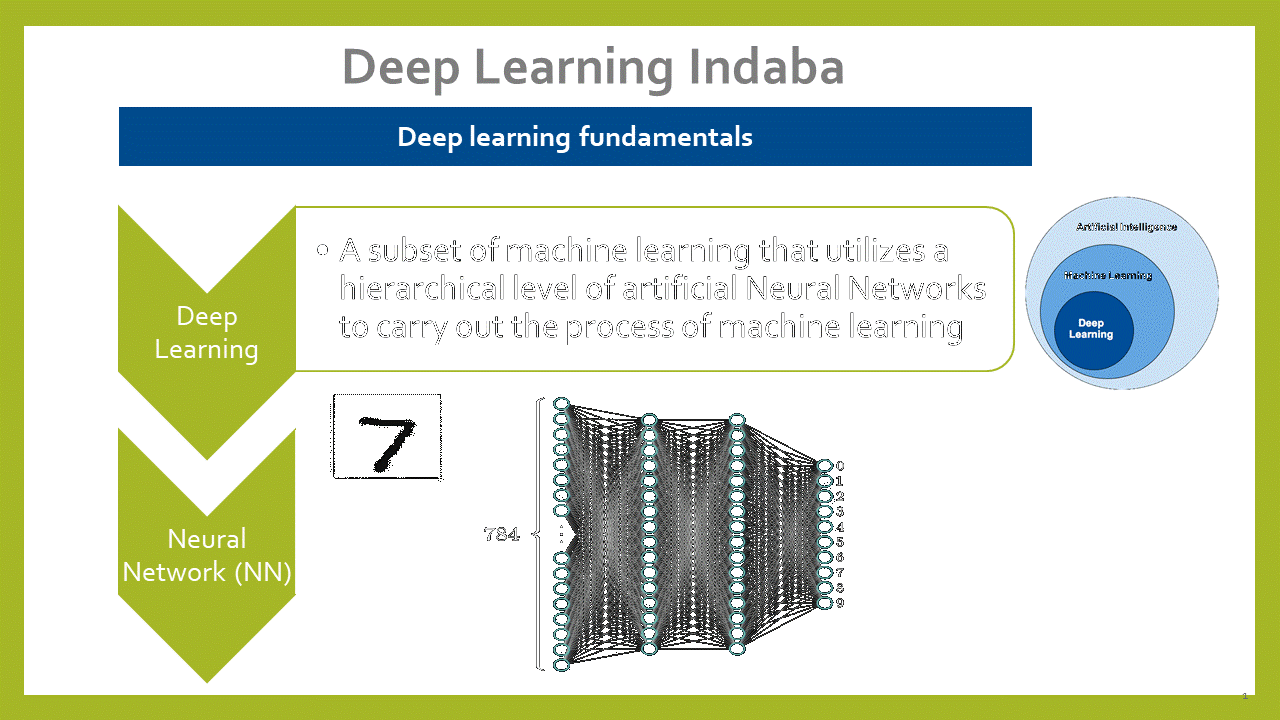 Deep Learning Indaba
Deep learning fundamentals
Deep
Learning
• A subset of machine learning that utilizes a
hierarchical level of artificial Neural Networks
to carry out the process of machine learning
Artificial Intelligence
Machine Learning
Deep
Learning
Neural
Network (NN)
7
784
0
1
2
3
4
5
6
7
8
9
1